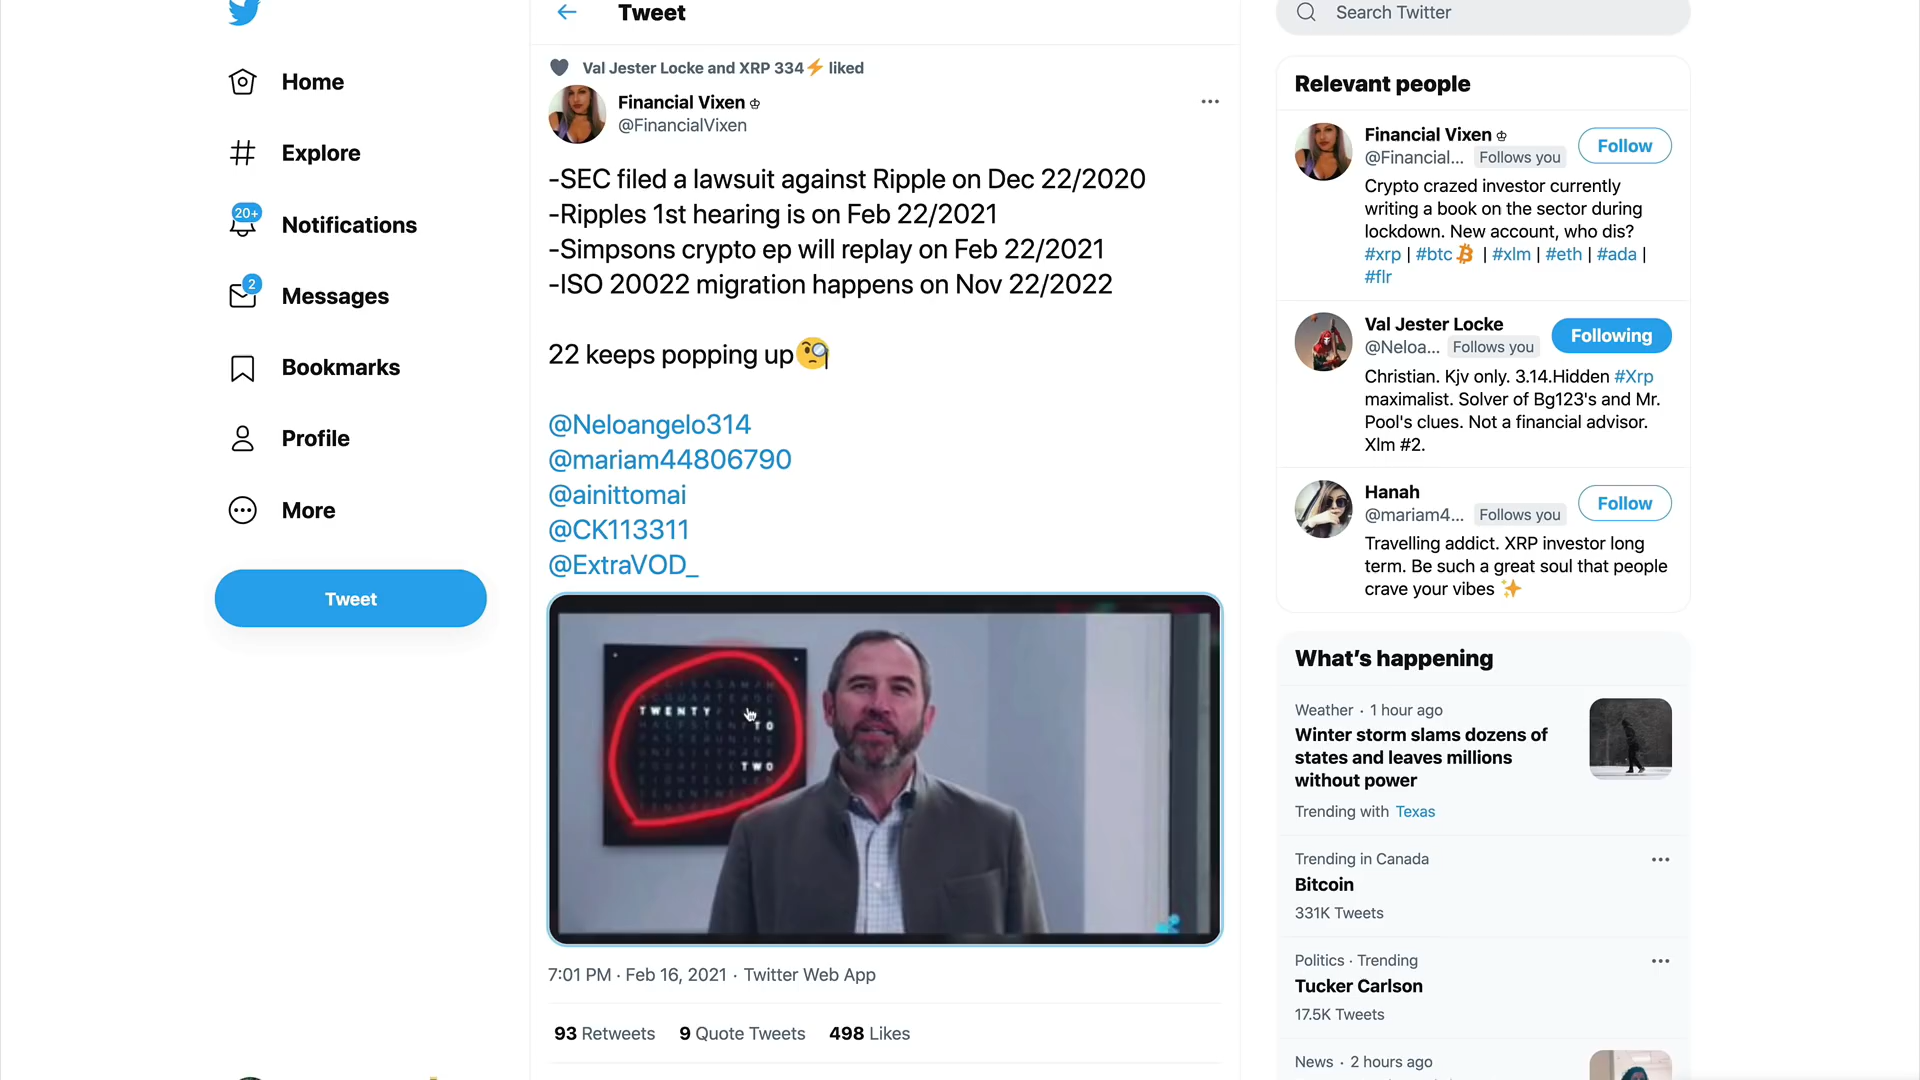 Home
Explore
20+
Notifications
2
Messages
Bookmarks
Profile
More
Tweet
Tweet
Val Jester Locke and XRP 334⚡ liked
Financial Vixen ♔
@FinancialVixen
-SEC filed a lawsuit against Ripple on Dec 22/2020
-Ripples 1st hearing is on Feb 22/2021
-Simpsons crypto ep will replay on Feb 22/2021
-ISO 20022 migration happens on Nov 22/2022
22 keeps popping up🧐
@Neloangelo314
@mariam44806790
@ainittomai
@CK113311
@ExtraVOD_
TWENTY
TO
TWO
7:01 PM · Feb 16, 2021 · Twitter Web App
93 Retweets 9 Quote Tweets 498 Likes
Search Twitter
Relevant people
Financial Vixen ♔
@Financial... Follows you
Follow
Crypto crazed investor currently
writing a book on the sector during
lockdown. New account, who dis?
#xrp | #btc | #xlm | #eth | #ada |
#flr
Val Jester Locke
@Neloa... Follows you
Following
Christian. Kjv only. 3.14.Hidden #Xrp
maximalist. Solver of Bg123's and Mr.
Pool's clues. Not a financial advisor.
Xlm #2.
Hanah
@mariam4... Follows you
Follow
Travelling addict. XRP investor long
term. Be such a great soul that people
crave your vibes ✨
What's happening
Weather · 1 hour ago
Winter storm slams dozens of
states and leaves millions
without power
Trending with Texas
Trending in Canada
Bitcoin
331K Tweets
Politics · Trending
Tucker Carlson
17.5K Tweets
News · 2 hours ago